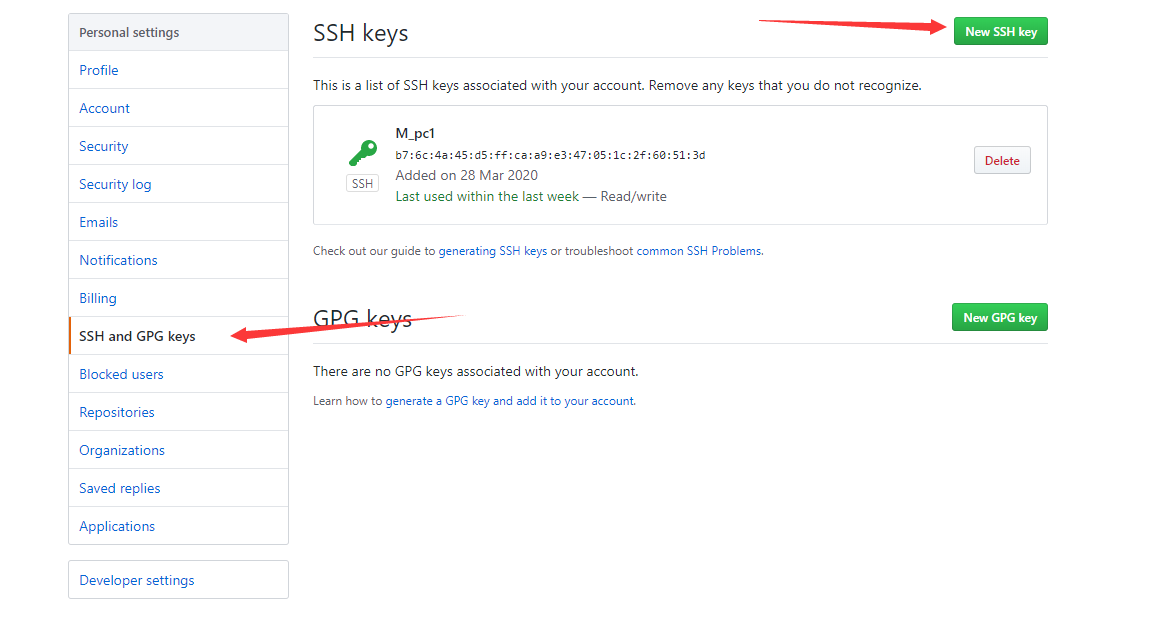 Personal settings
Profile
Account
Security
Security log
Emails
Notifications
Billing
SSH and GPG keys
Blocked users
Repositories
Organizations
Saved replies
Applications
Developer settings
SSH keys
New SSH key
This is a list of SSH keys associated with your account. Remove any keys that you do not recognize.
M_pc1
b7:6c:4a:45:d5:ff:ca:a9:e3:47:05:1c:2f:60:51:3d
SSH
Added on 28 Mar 2020
Last used within the last week — Read/write
Delete
Check out our guide to generating SSH keys or troubleshoot common SSH Problems.
GPG keys
New GPG key
There are no GPG keys associated with your account.
Learn how to generate a GPG key and add it to your account.